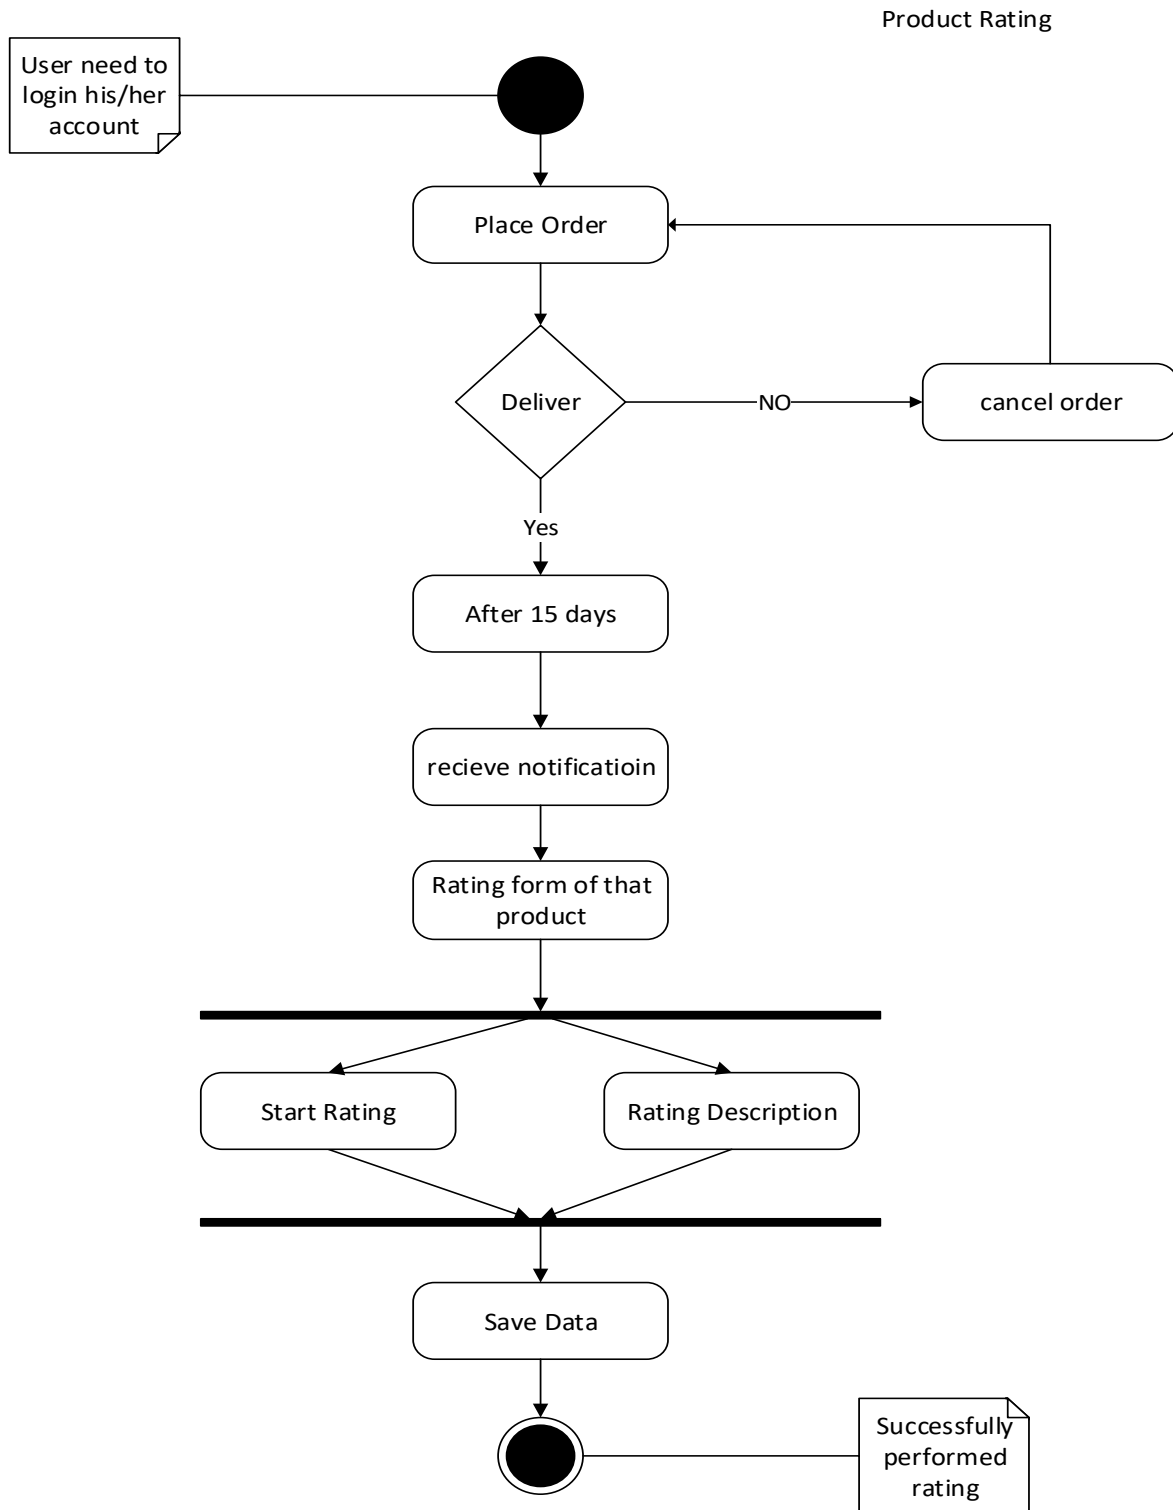 Product Rating
User need to
login his/her
account
Place Order
Deliver
NO
cancel order
Yes
After 15 days
recieve notificatioin
Rating form of that
product
Start Rating
Rating Description
Save Data
Successfully
performed
rating